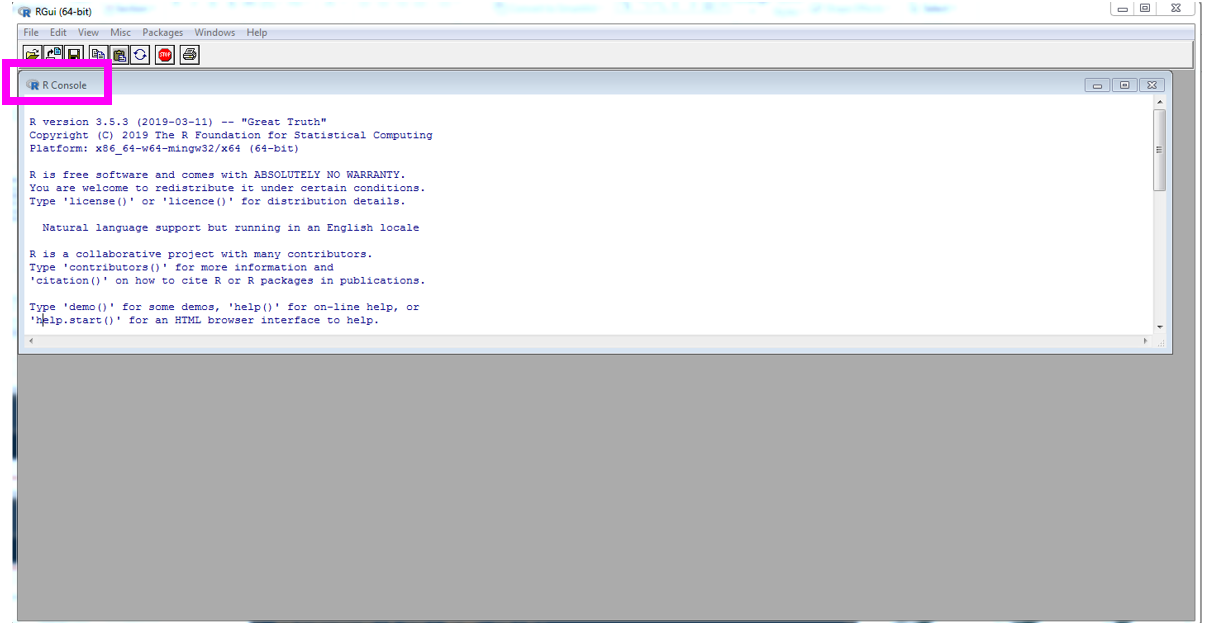 RGui (64-bit)
File Edit View Misc Packages Windows Help
STOP
R Console
R version 3.5.3 (2019-03-11) -- "Great Truth"
Copyright (C) 2019 The R Foundation for Statistical Computing
Platform: x86_64-w64-mingw32/x64 (64-bit)
R is free software and comes with ABSOLUTELY NO WARRANTY.
You are welcome to redistribute it under certain conditions.
Type 'license()' or 'licence()' for distribution details.
Natural language support but running in an English locale
R is a collaborative project with many contributors.
Type 'contributors()' for more information and
'citation()' on how to cite R or R packages in publications.
Type 'demo()' for some demos, 'help()' for on-line help, or
'help.start()' for an HTML browser interface to help.